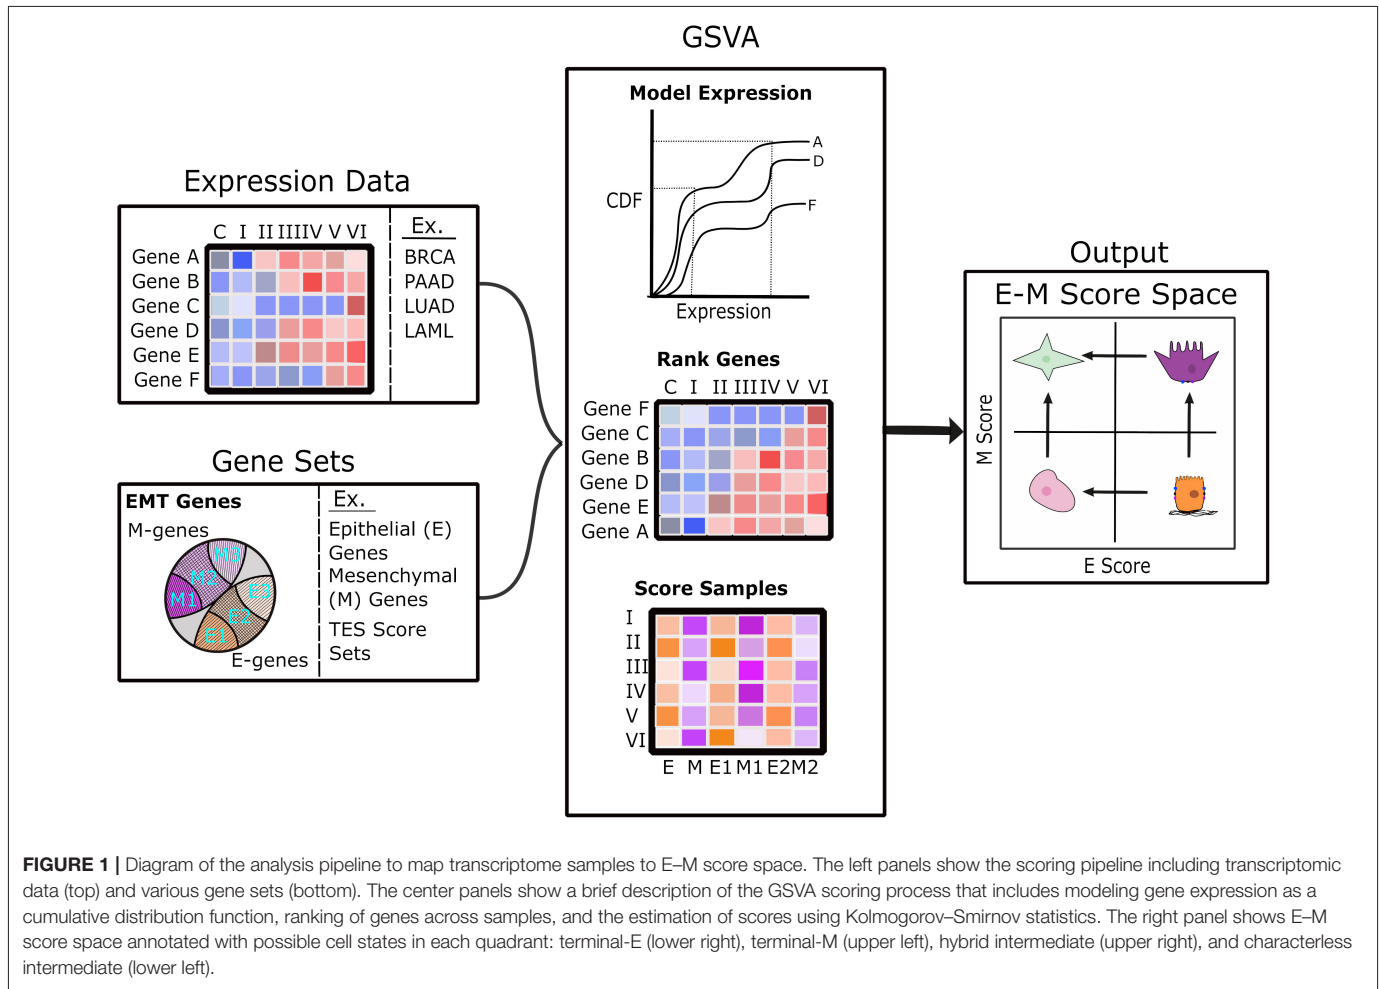 GSVA
Expression Data
C I II III IV V VI
Gene A
Gene B
Gene C
Gene D
Gene E
Gene F
Ex.
BRCA
PAAD
LUAD
LAML
Gene Sets
EMT Genes
M-genes
M3
M2
M1
E3
E2
E1
E-genes
Ex.
Epithelial (E)
Genes
Mesenchymal
(M) Genes
TES Score
Sets
Model Expression
CDF
A
D
F
Expression
Rank Genes
C I II III IV V VI
Gene F
Gene C
Gene B
Gene D
Gene E
Gene A
Score Samples
I
II
III
IV
V
VI
E M E1 M1 E2 M2
Output
E-M Score Space
M Score
E Score
FIGURE 1 | Diagram of the analysis pipeline to map transcriptome samples to E–M score space. The left panels show the scoring pipeline including transcriptomic
data (top) and various gene sets (bottom). The center panels show a brief description of the GSVA scoring process that includes modeling gene expression as a
cumulative distribution function, ranking of genes across samples, and the estimation of scores using Kolmogorov–Smirnov statistics. The right panel shows E–M
score space annotated with possible cell states in each quadrant: terminal-E (lower right), terminal-M (upper left), hybrid intermediate (upper right), and characterless
intermediate (lower left).